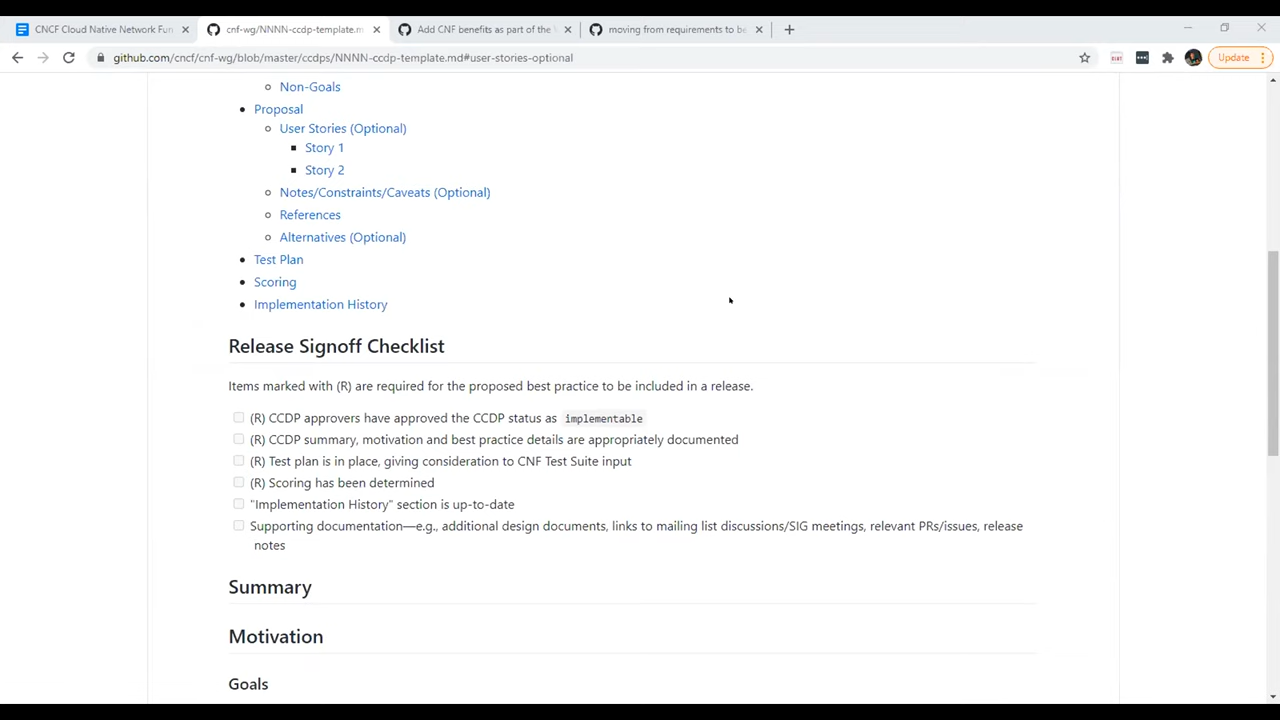 CNCF Cloud Native Network Fun
cnf-wg/NNNN-ccdp-template.m
Add CNF benefits as part of the
moving from requirements to be
github.com/cncf/cnf-wg/blob/master/ccdps/NNNN-ccdp-template.md#user-stories-optional
Update
Non-Goals
Proposal
User Stories (Optional)
Story 1
Story 2
Notes/Constraints/Caveats (Optional)
References
Alternatives (Optional)
Test Plan
Scoring
Implementation History
Release Signoff Checklist
Items marked with (R) are required for the proposed best practice to be included in a release.
(R) CCDP approvers have approved the CCDP status as implementable
(R) CCDP summary, motivation and best practice details are appropriately documented
(R) Test plan is in place, giving consideration to CNF Test Suite input
(R) Scoring has been determined
"Implementation History" section is up-to-date
Supporting documentation—e.g., additional design documents, links to mailing list discussions/SIG meetings, relevant PRs/issues, release
notes
Summary
Motivation
Goals